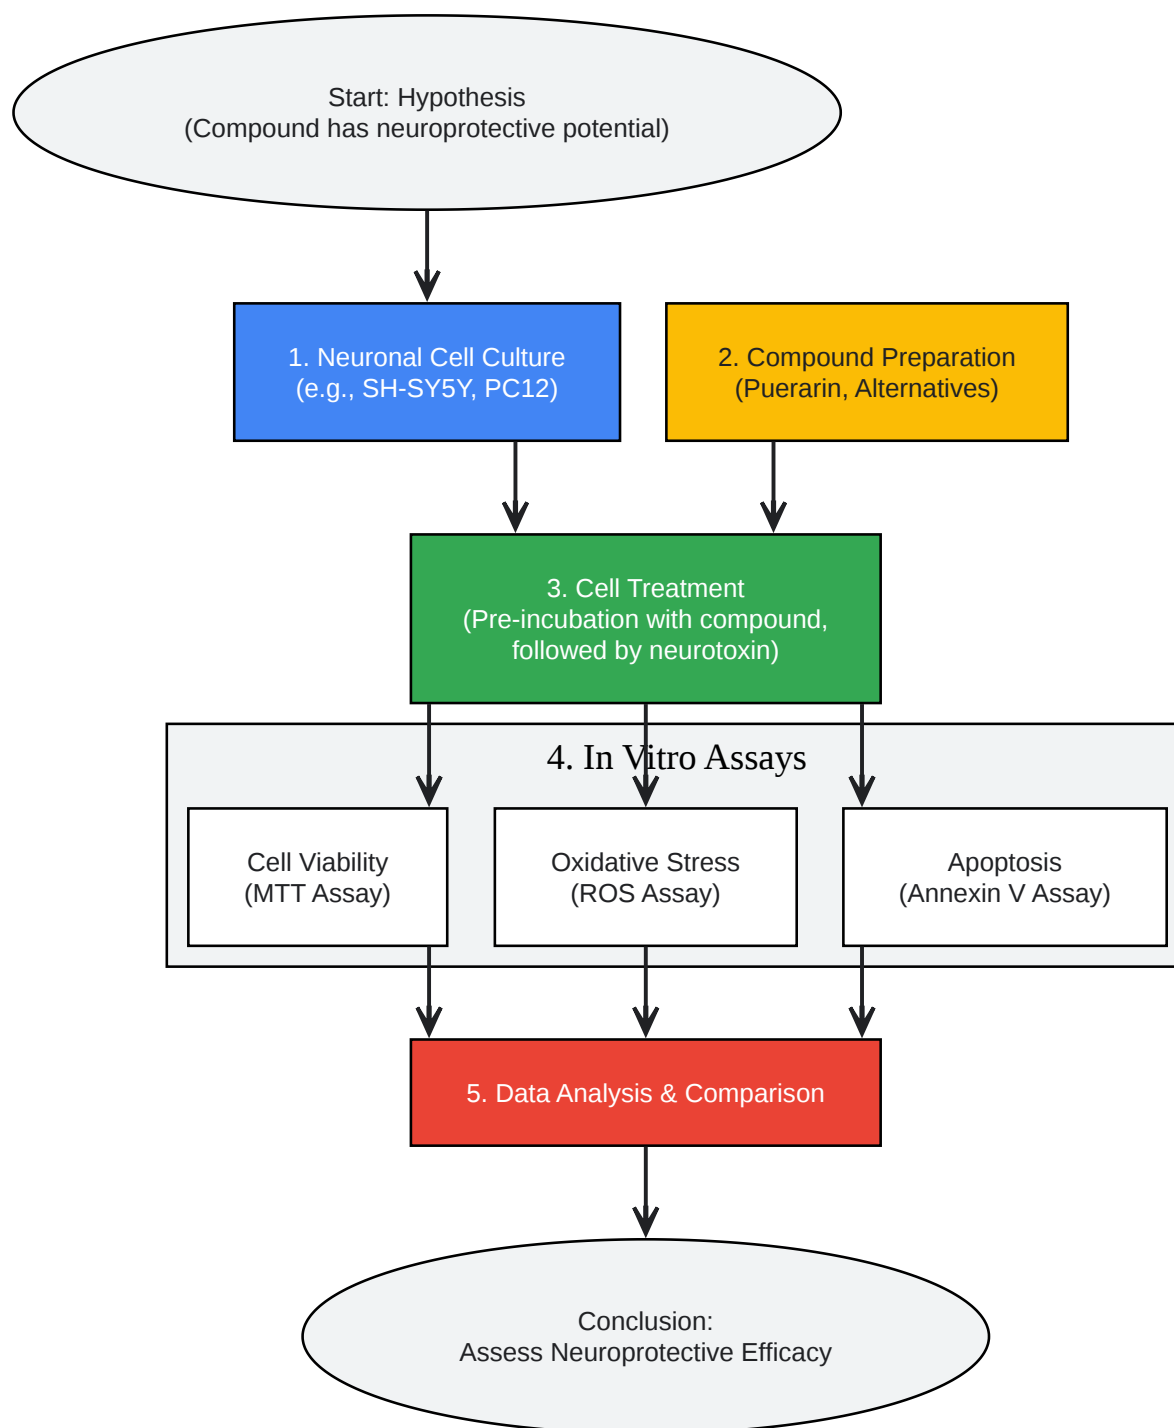 Start: Hypothesis
(Compound has neuroprotective potential)
1. Neuronal Cell Culture
(e.g., SH-SY5Y, PC12)
2. Compound Preparation
(Puerarin, Alternatives)
3. Cell Treatment
(Pre-incubation with compound,
followed by neurotoxin)
4. In Vitro Assays
Cell Viability
(MTT Assay)
Oxidative Stress
(ROS Assay)
Apoptosis
(Annexin V Assay)
5. Data Analysis & Comparison
Conclusion:
Assess Neuroprotective Efficacy